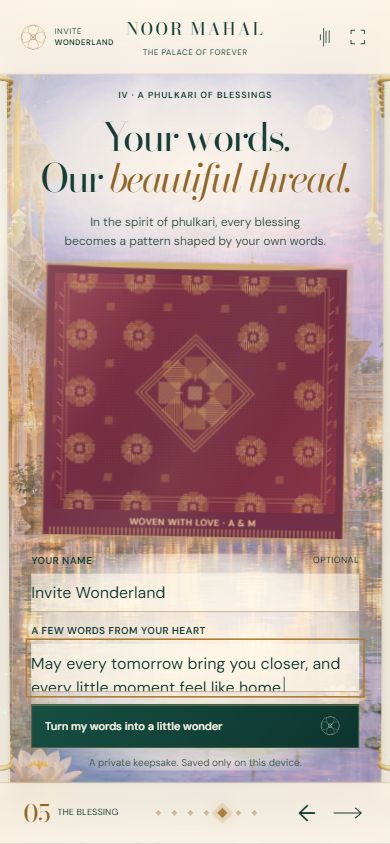 INVITE
WONDERLAND
NOOR MAHAL
THE PALACE OF FOREVER
IV · A PHULKARI OF BLESSINGS
Your words.
Our beautiful thread.
In the spirit of phulkari, every blessing
becomes a pattern shaped by your own words.
WOVEN WITH LOVE · A & M
YOUR NAME
OPTIONAL
Invite Wonderland
A FEW WORDS FROM YOUR HEART
May every tomorrow bring you closer, and
every little moment feel like home
Turn my words into a little wonder
A private keepsake. Saved only on this device.
05 THE BLESSING